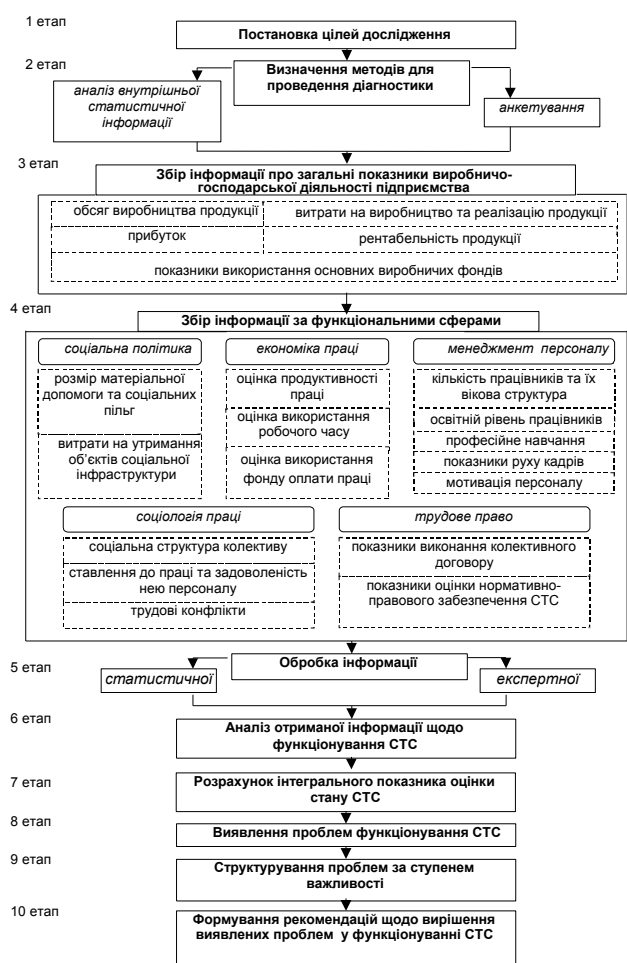 1 етап
Постановка цілей дослідження
2 етап
Визначення методів для
проведення діагностики
аналіз внутрішньої
статистичної
інформації
анкетування
3 етап
Збір інформації про загальні показники виробничо-
господарської діяльності підприємства
обсяг виробництва продукції
витрати на виробництво та реалізацію продукції
прибуток
рентабельність продукції
показники використання основних виробничих фондів
4 етап
Збір інформації за функціональними сферами
соціальна політика
економіка праці
менеджмент персоналу
розмір матеріальної
допомоги та соціальних
пільг
витрати на утримання
об’єктів соціальної
інфраструктури
оцінка продуктивності
праці
оцінка використання
робочого часу
оцінка використання
фонду оплати праці
кількість працівників та їх
вікова структура
освітній рівень працівників
професійне навчання
показники руху кадрів
мотивація персоналу
соціологія праці
трудове право
соціальна структура колективу
ставлення до праці та задоволеність
нею персоналу
трудові конфлікти
показники виконання колективного
договору
показники оцінки нормативно-
правового забезпечення СТС
5 етап
Обробка інформації
статистичної
експертної
6 етап
Аналіз отриманої інформації щодо
функціонування СТС
7 етап
Розрахунок інтегрального показника оцінки
стану СТС
8 етап
Виявлення проблем функціонування СТС
9 етап
Структурування проблем за ступенем
важливості
10 етап
Формування рекомендацій щодо вирішення
виявлених проблем у функціонуванні СТС